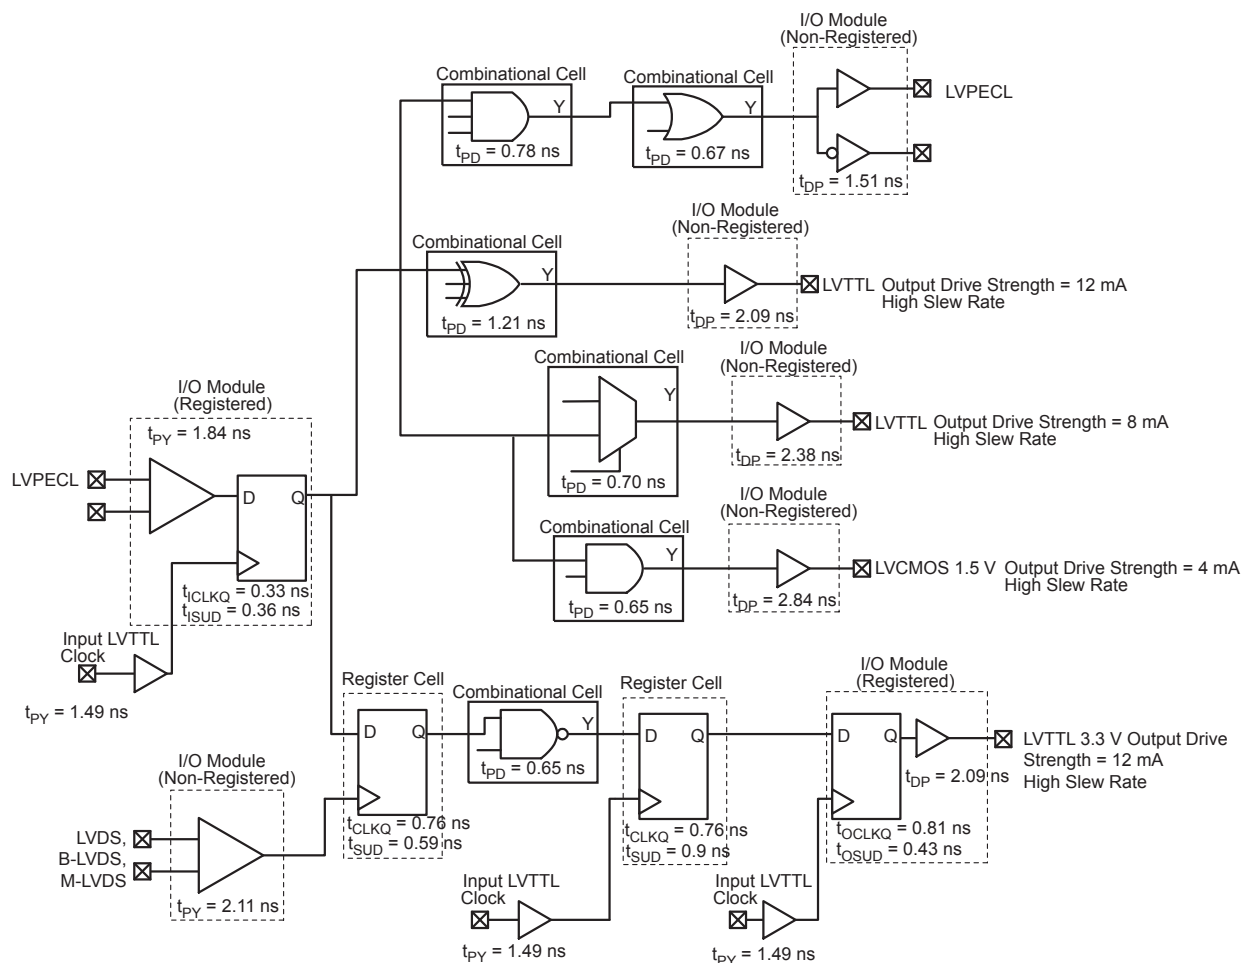 I/O Module
(Non-Registered)
Combinational Cell
Y
tPD = 0.78 ns
Combinational Cell
Y
tPD = 0.67 ns
LVPECL
tDP = 1.51 ns
I/O Module
(Non-Registered)
Combinational Cell
Y
tPD = 1.21 ns
tDP = 2.09 ns
LVTTL Output Drive Strength = 12 mA
High Slew Rate
Combinational Cell
Y
tPD = 0.70 ns
I/O Module
(Non-Registered)
tDP = 2.38 ns
LVTTL Output Drive Strength = 8 mA
High Slew Rate
I/O Module
(Registered)
tPY = 1.84 ns
LVPECL
D Q
tICLKQ = 0.33 ns
tISUD = 0.36 ns
Input LVTTL
Clock
tPY = 1.49 ns
Combinational Cell
Y
tPD = 0.65 ns
I/O Module
(Non-Registered)
tDP = 2.84 ns
LVCMOS 1.5 V Output Drive Strength = 4 mA
High Slew Rate
I/O Module
(Non-Registered)
LVDS,
B-LVDS,
M-LVDS
tPY = 2.11 ns
Register Cell
D Q
tCLKQ = 0.76 ns
tSUD = 0.59 ns
Combinational Cell
Y
tPD = 0.65 ns
Register Cell
D Q
tCLKQ = 0.76 ns
tSUD = 0.9 ns
Input LVTTL
Clock
tPY = 1.49 ns
I/O Module
(Registered)
D Q
tDP = 2.09 ns
tOCLKQ = 0.81 ns
tOSUD = 0.43 ns
LVTTL 3.3 V Output Drive
Strength = 12 mA
High Slew Rate
Input LVTTL
Clock
tPY = 1.49 ns